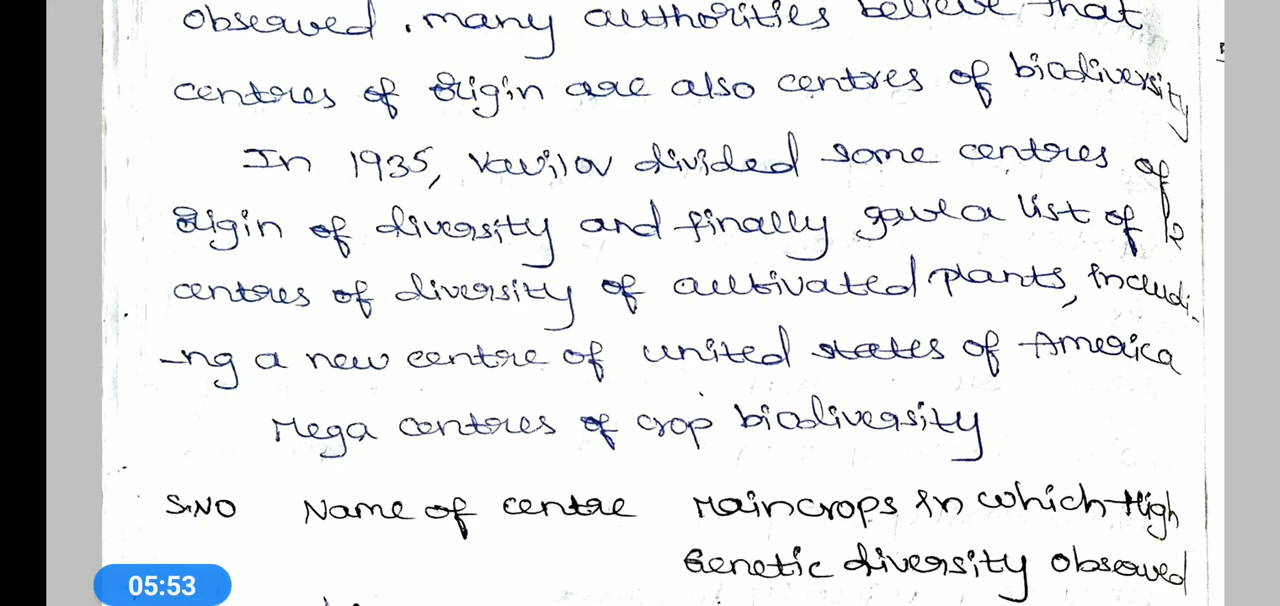 observed. many authorities believe that
centres of origin are also centres of biodiversity
In 1935, Vavilov divided some centres of
origin of diversity and finally gave a list of 12
centres of diversity of cultivated plants, includi-
-ng a new centre of united states of America
Mega centres of crop biodiversity
S.NO Name of centre Main crops in which High
Genetic diversity observed
05:53